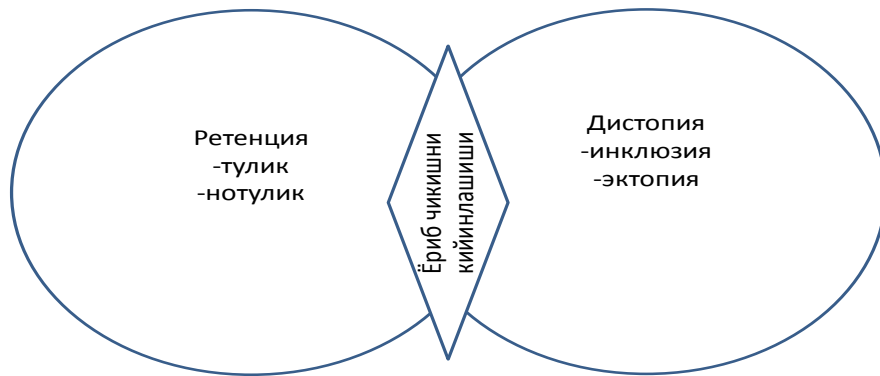 Ретенция
-тулик
-нотулик
Ёриб чикишни
кийинлашиши
Дистопия
-инклюзия
-эктопия